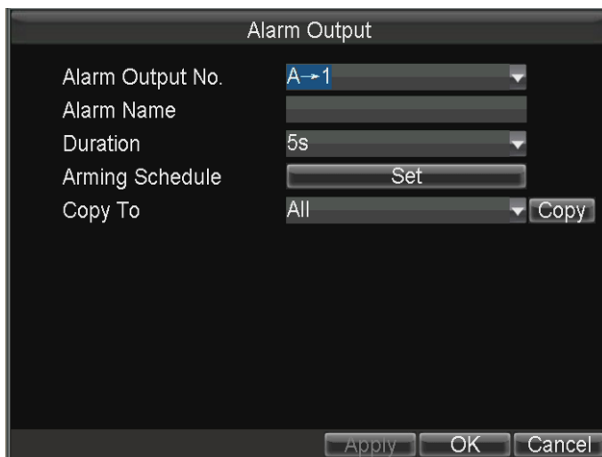 Alarm Output
Alarm Output No. A→1
Alarm Name
Duration 5s
Arming Schedule Set
Copy To All Copy
Apply OK Cancel